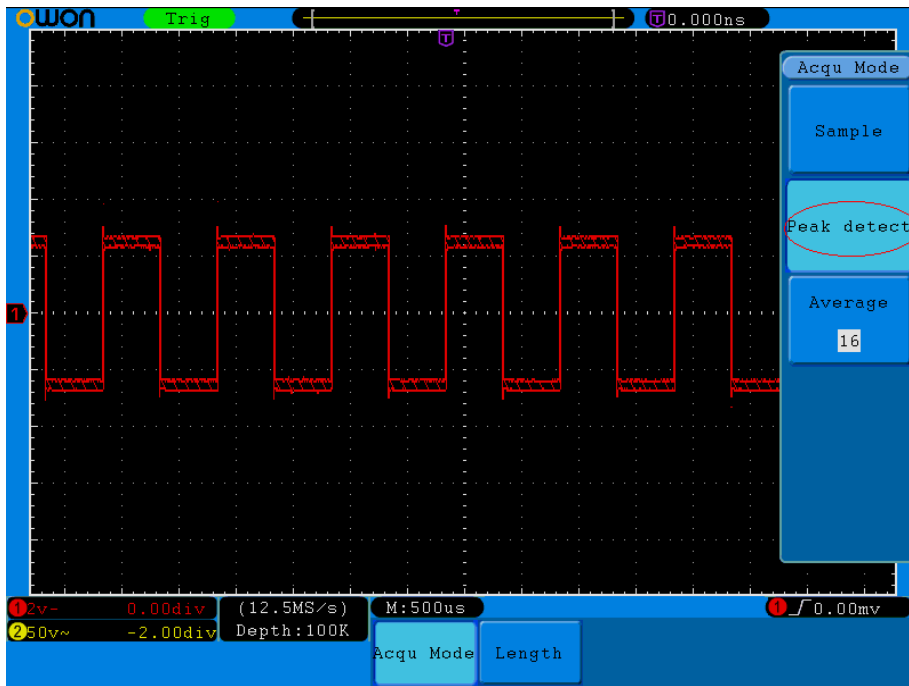 OWON
Trig
T
T 0.000ns
T
Acqu Mode
Sample
Peak detect
Average
16
1
1 2v- 0.00div
(12.5MS/s)
Depth:100K
M:500us
1 0.00mv
2 50v~ -2.00div
Acqu Mode
Length